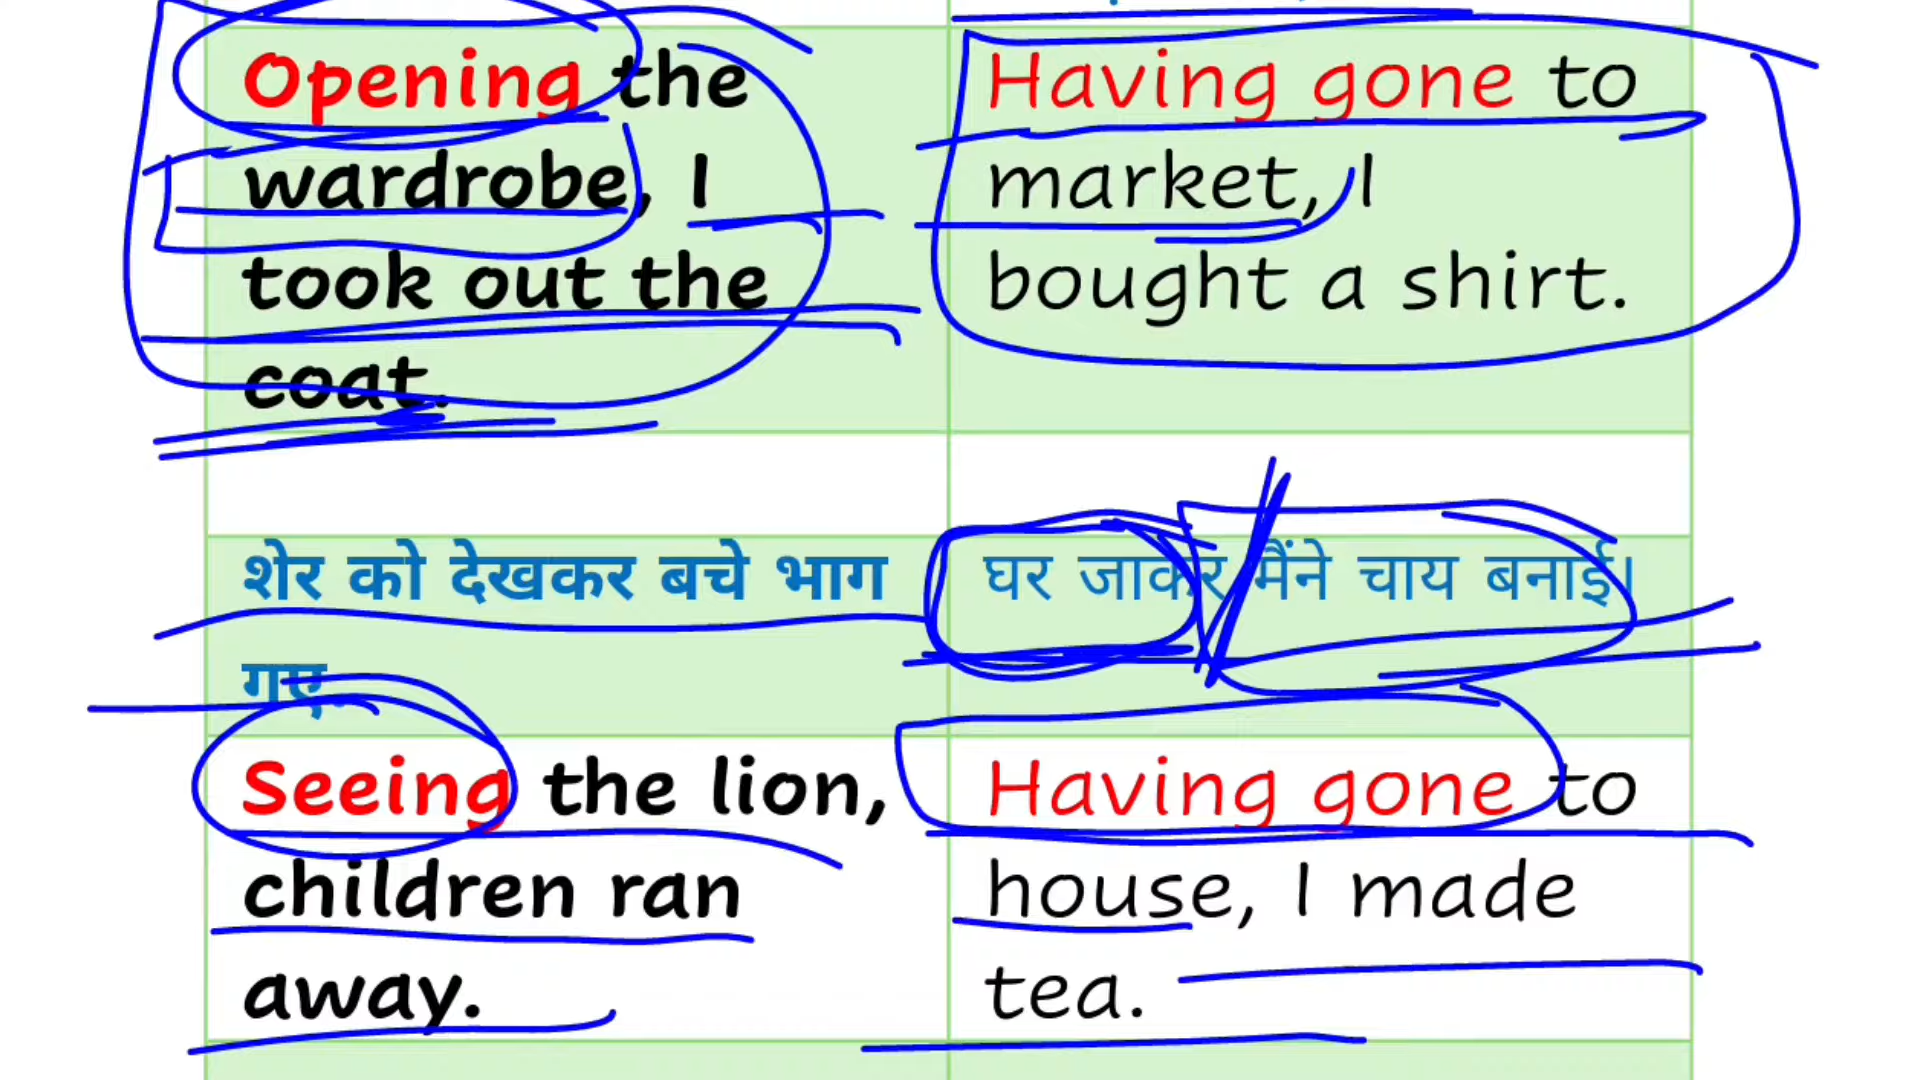 Opening the
wardrobe, I
took out the
coat.
Having gone to
market, I
bought a shirt.
शेर को देखकर बचे भाग
गए.
घर जाकर मैंने चाय बनाई।
Seeing the lion,
children ran
away.
Having gone to
house, I made
tea.